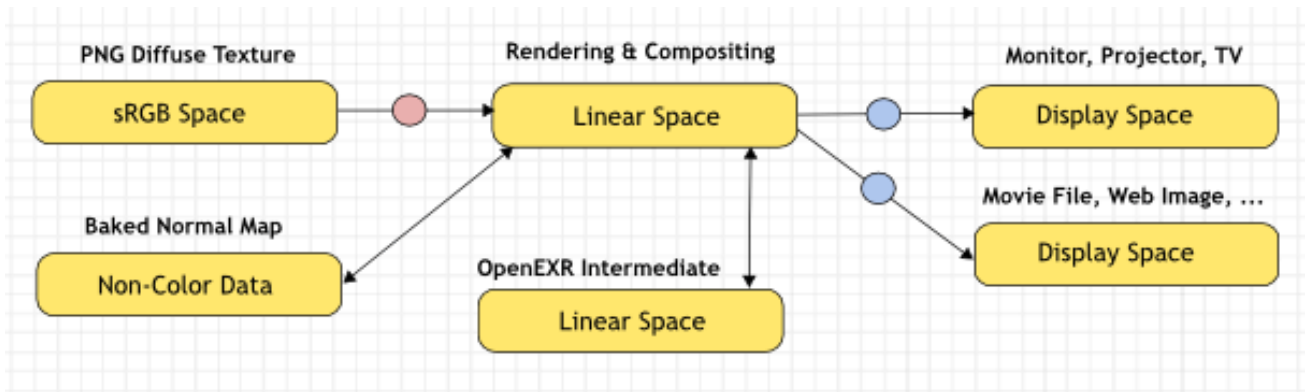 PNG Diffuse Texture
sRGB Space
Rendering & Compositing
Linear Space
Monitor, Projector, TV
Display Space
Baked Normal Map
Non-Color Data
OpenEXR Intermediate
Linear Space
Movie File, Web Image, ...
Display Space